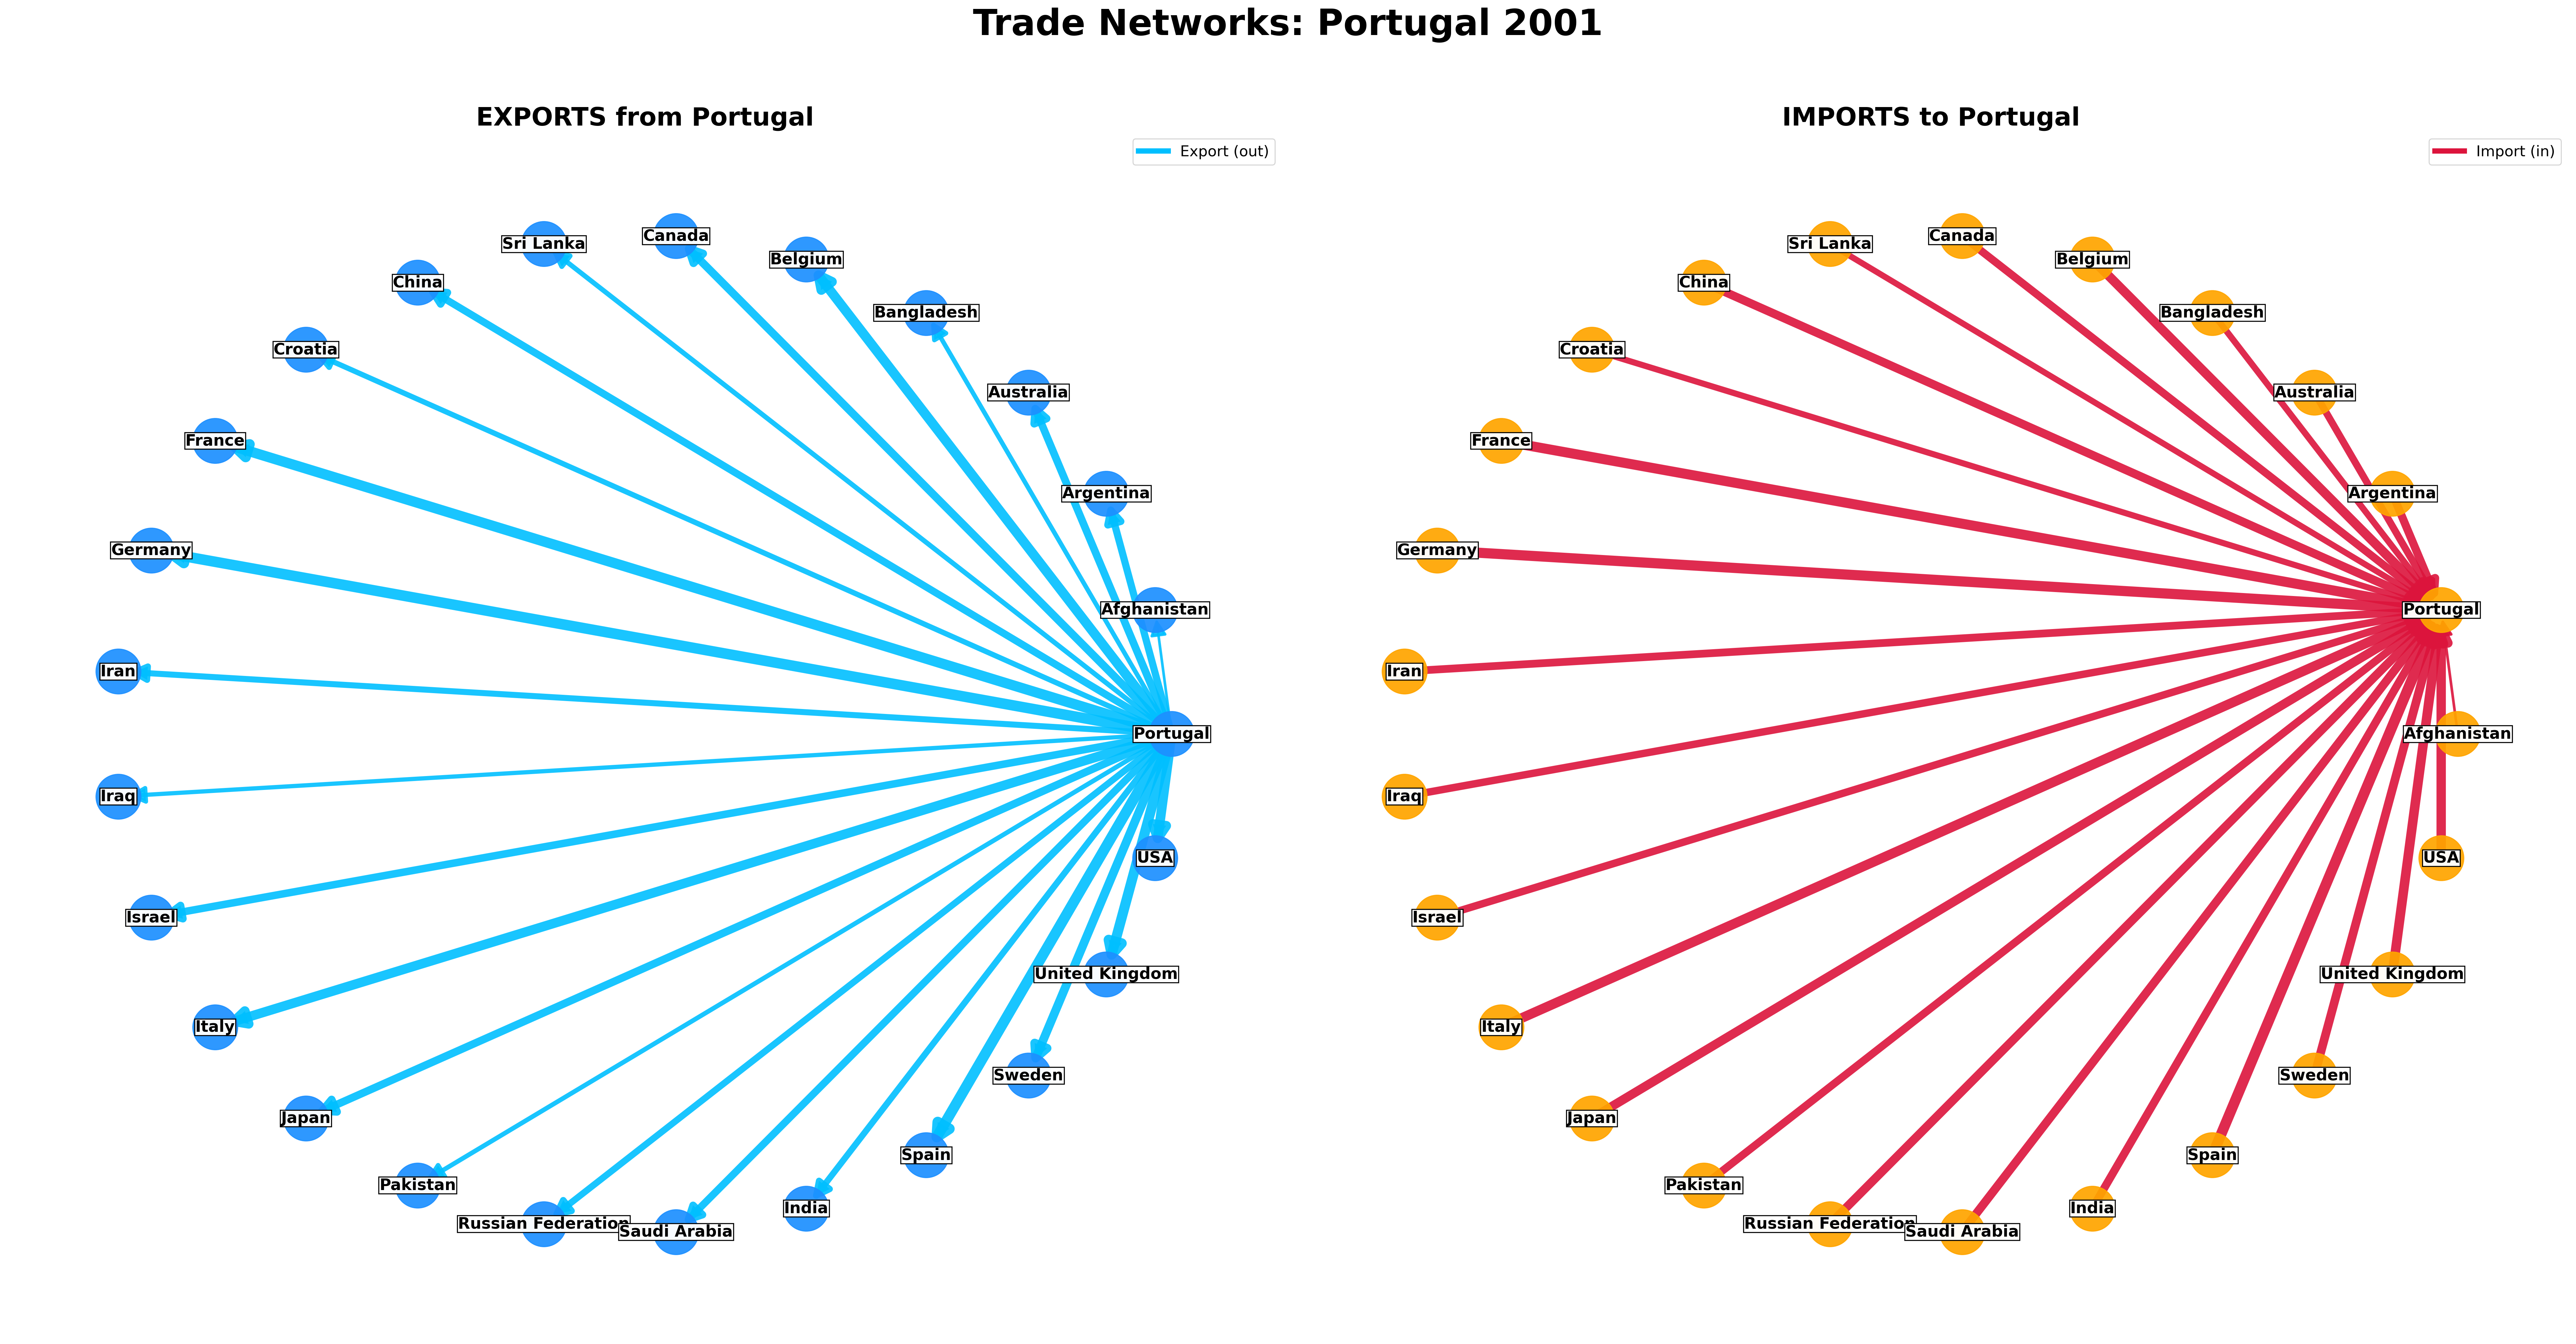 Trade Networks: Portugal 2001
EXPORTS from Portugal
Export (out)
Canada
Sri Lanka
Belgium
China
Bangladesh
Croatia
Australia
France
Argentina
Germany
Afghanistan
Iran
Portugal
Iraq
USA
Israel
United Kingdom
Italy
Sweden
Japan
Spain
Pakistan
India
Russian Federation
Saudi Arabia
IMPORTS to Portugal
Import (in)
Canada
Sri Lanka
Belgium
China
Bangladesh
Croatia
Australia
France
Argentina
Germany
Portugal
Iran
Afghanistan
Iraq
USA
Israel
United Kingdom
Italy
Sweden
Japan
Spain
Pakistan
India
Russian Federation
Saudi Arabia